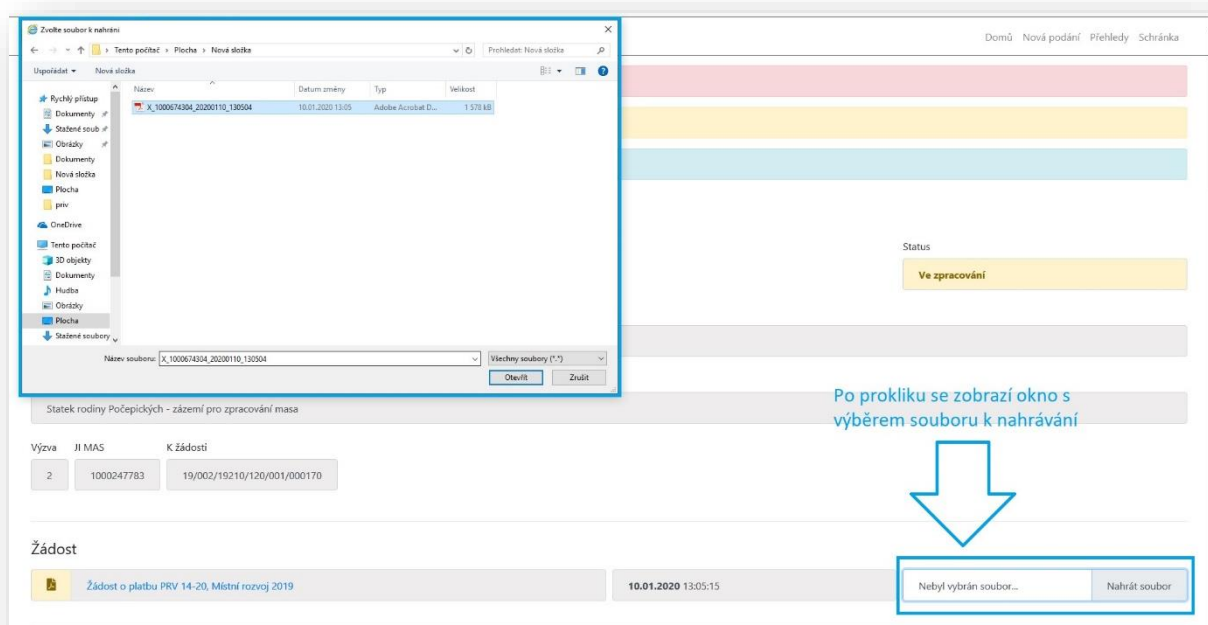 Zvolte soubor k nahrání
Tento počítač > Plocha > Nová složka
Prohledat: Nová složka
Domů Nová podání Přehledy Schránka
Uspořádat Nová složka
Název Datum změny Typ Velikost
X_1000674304_20200110_130504 10.01.2020 13:05 Adobe Acrobat D... 1 578 kB
Rychlý přístup
Dokumenty
Stažené soub
Obrázky
Dokumenty
Nová složka
Plocha
priv
OneDrive
Tento počítač
3D objekty
Dokumenty
Hudba
Obrázky
Plocha
Stažené soubory
Název souboru: X_1000674304_20200110_130504 Všechny soubory (*.*)
Otevřít Zrušit
Status
Ve zpracování
Statek rodiny Počepických - zázemí pro zpracování masa
Po prokliku se zobrazí okno s
výběrem souboru k nahrávání
Výzva JI MAS K žádosti
2 1000247783 19/002/19210/120/001/000170
Žádost
Žádost o platbu PRV 14-20, Místní rozvoj 2019 10.01.2020 13:05:15 Nebyl vybrán soubor... Nahrát soubor